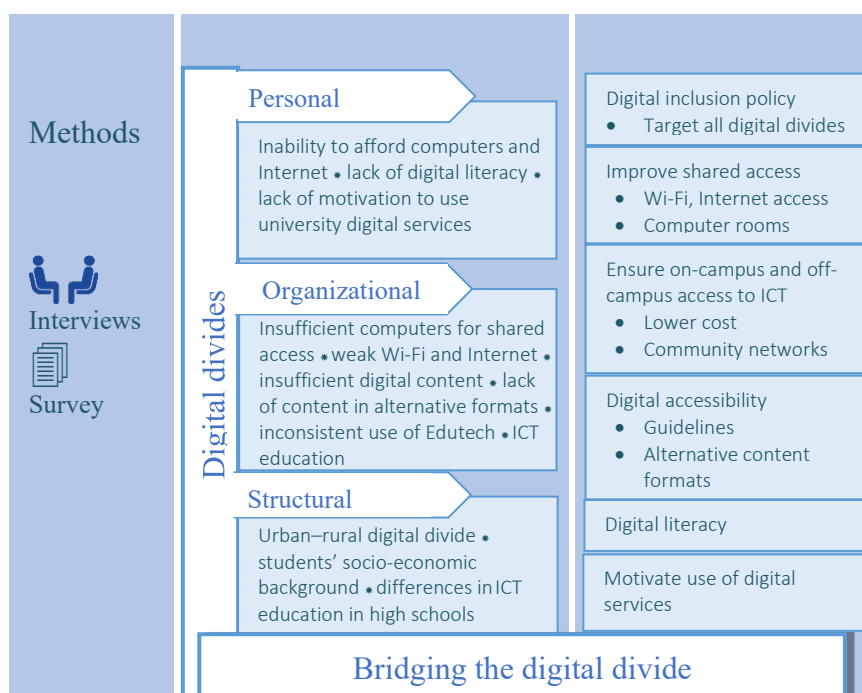 Methods
Interviews
Survey
Digital divides
Personal
Inability to afford computers and
Internet • lack of digital literacy •
lack of motivation to use
university digital services
Organizational
Insufficient computers for shared
access • weak Wi-Fi and Internet •
insufficient digital content • lack
of content in alternative formats •
inconsistent use of Edutech • ICT
education
Structural
Urban–rural digital divide •
students’ socio-economic
background • differences in ICT
education in high schools
Digital inclusion policy
• Target all digital divides
Improve shared access
• Wi-Fi, Internet access
• Computer rooms
Ensure on-campus and off-
campus access to ICT
• Lower cost
• Community networks
Digital accessibility
• Guidelines
• Alternative content
formats
Digital literacy
Motivate use of digital
services
Bridging the digital divide